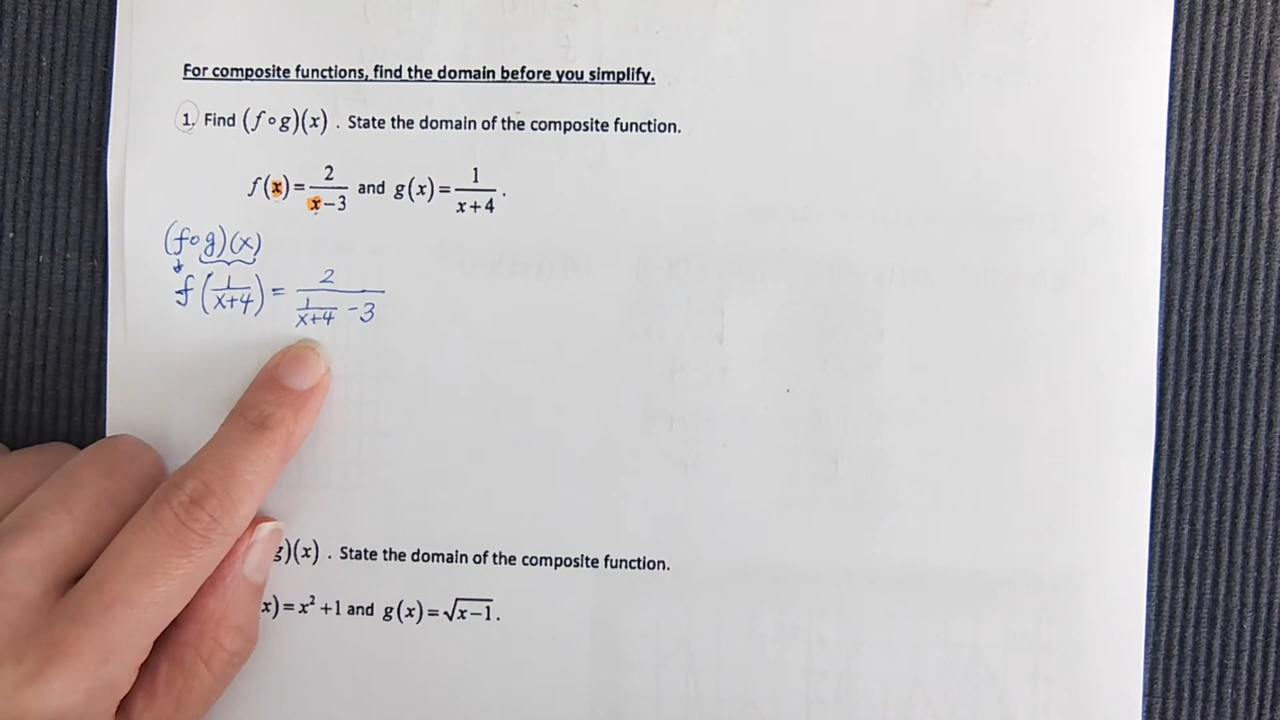 For composite functions, find the domain before you simplify.
1. Find (f∘g)(x) . State the domain of the composite function.
f(x)=2/(x−3) and g(x)=1/(x+4) .
(f∘g)(x)
f(1/(x+4)) = 2/(1/(x+4) −3)
g)(x) . State the domain of the composite function.
x)=x²+1 and g(x)=√(x−1).